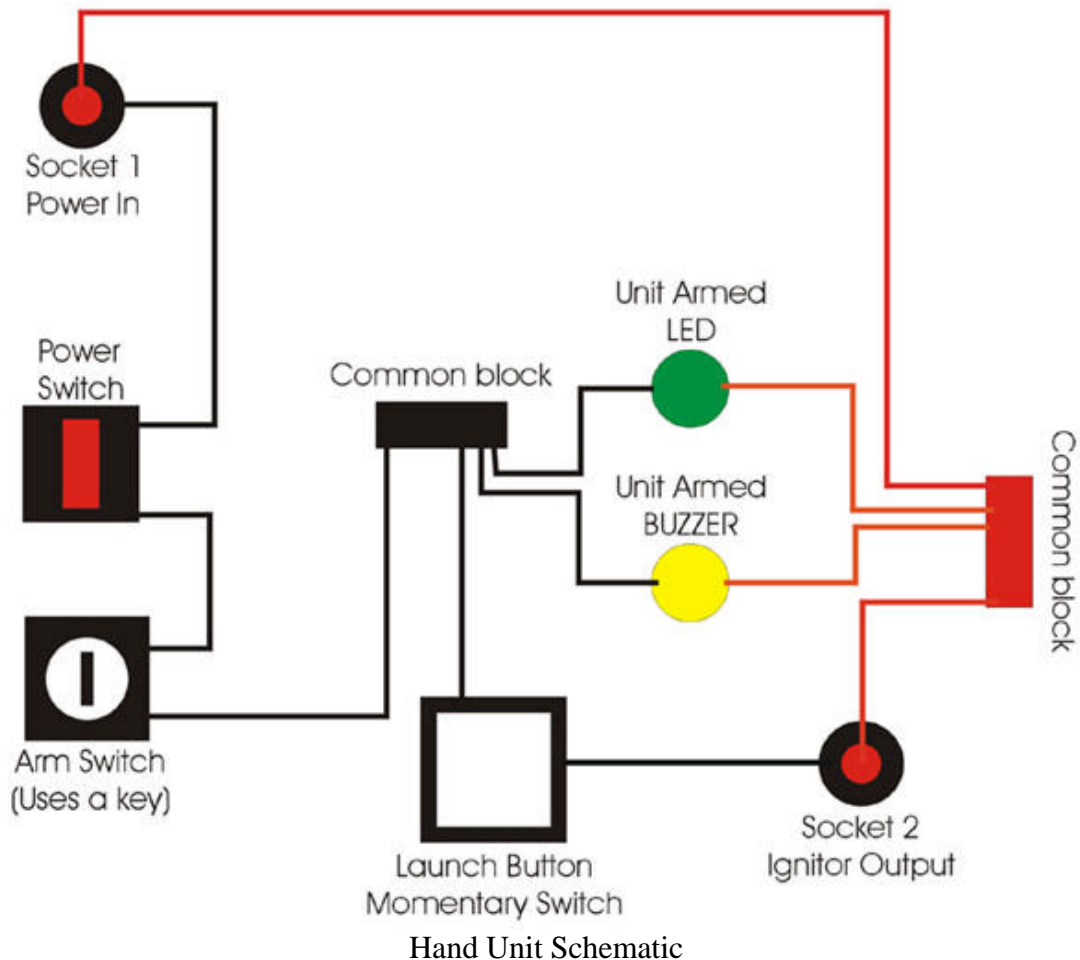 Socket 1
Power In
Power
Switch
Arm Switch
(Uses a key)
Common block
Unit Armed
LED
Unit Armed
BUZZER
Common block
Launch Button
Momentary Switch
Socket 2
Ignitor Output
Hand Unit Schematic